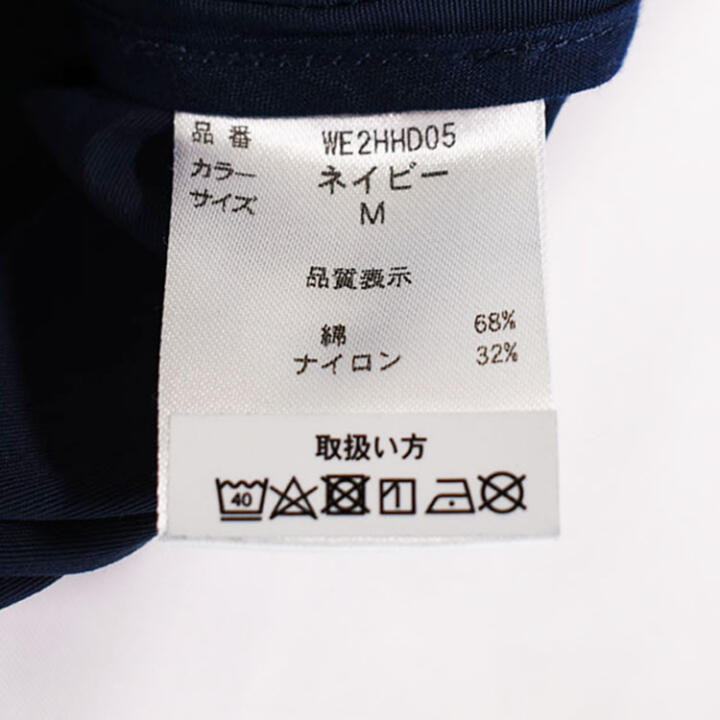 品番 WE2HHD05
カラー ネイビー
サイズ M
品質表示
綿 68%
ナイロン 32%
取扱い方
40